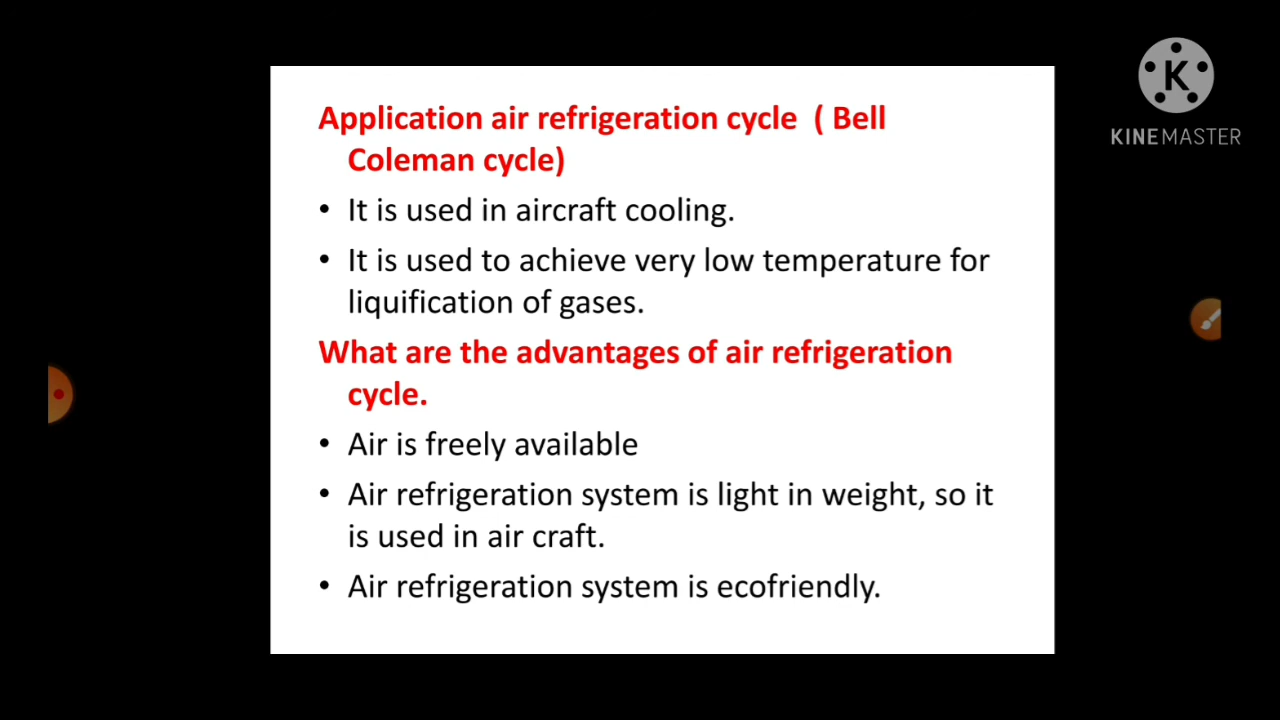 Application air refrigeration cycle ( Bell
Coleman cycle)
• It is used in aircraft cooling.
• It is used to achieve very low temperature for
liquification of gases.
What are the advantages of air refrigeration
cycle.
• Air is freely available
• Air refrigeration system is light in weight, so it
is used in air craft.
• Air refrigeration system is ecofriendly.
K
KINEMASTER